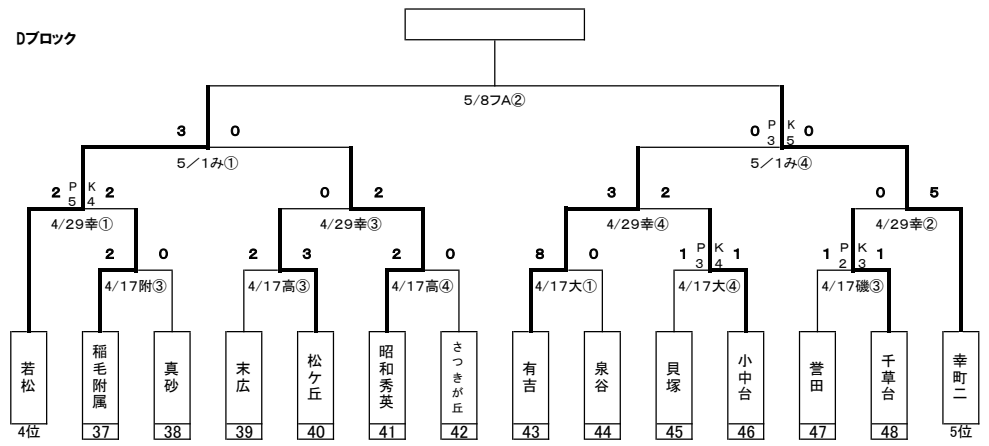 Dブロック
5/8フA②
3 0
0 PK 0
3 5
5／1み①
5／1み④
2 PK 2
5 4
0 2
3 2
0 5
4/29幸①
4/29幸③
4/29幸④
4/29幸②
2 0
2 3
2 0
8 0
1 PK 1
3 4
1 PK 1
2 3
4/17附③
4/17高③
4/17高④
4/17大①
4/17大④
4/17磯③
若松
稲毛附属
真砂
末広
松ケ丘
昭和秀英
さつきが丘
有吉
泉谷
貝塚
小中台
誉田
千草台
幸町二
4位 37 38 39 40 41 42 43 44 45 46 47 48 5位